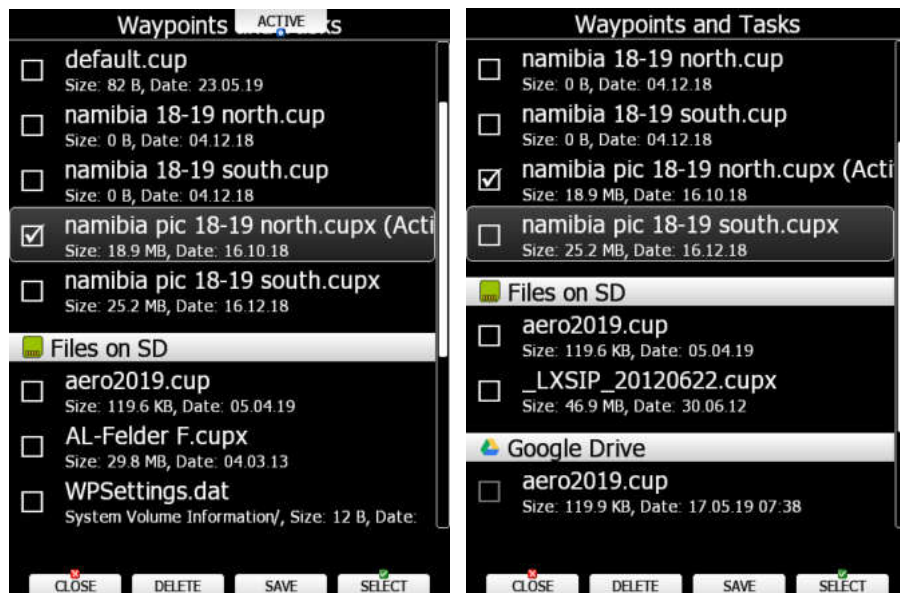 Waypoints and Tasks
ACTIVE
default.cup
Size: 82 B, Date: 23.05.19
namibia 18-19 north.cup
Size: 0 B, Date: 04.12.18
namibia 18-19 south.cup
Size: 0 B, Date: 04.12.18
namibia pic 18-19 north.cupx (Acti
Size: 18.9 MB, Date: 16.10.18
namibia pic 18-19 south.cupx
Size: 25.2 MB, Date: 16.12.18
Files on SD
aero2019.cup
Size: 119.6 KB, Date: 05.04.19
AL-Felder F.cupx
Size: 29.8 MB, Date: 04.03.13
WPSettings.dat
System Volume Information/, Size: 12 B, Date:
CLOSE DELETE SAVE SELECT
Waypoints and Tasks
namibia 18-19 north.cup
Size: 0 B, Date: 04.12.18
namibia 18-19 south.cup
Size: 0 B, Date: 04.12.18
namibia pic 18-19 north.cupx (Acti
Size: 18.9 MB, Date: 16.10.18
namibia pic 18-19 south.cupx
Size: 25.2 MB, Date: 16.12.18
Files on SD
aero2019.cup
Size: 119.6 KB, Date: 05.04.19
_LXSIP_20120622.cupx
Size: 46.9 MB, Date: 30.06.12
Google Drive
aero2019.cup
Size: 119.9 KB, Date: 17.05.19 07:38
CLOSE DELETE SAVE SELECT